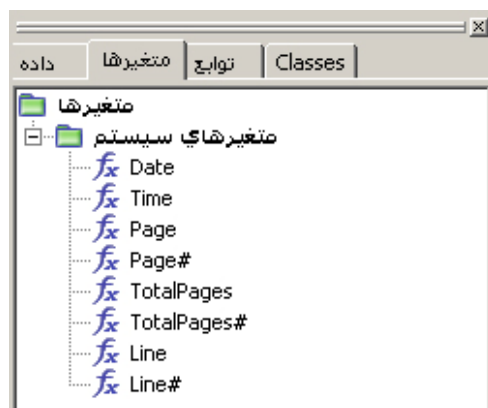 داده متغیرها توابع Classes
متغیرها
متغیرهاي سیستم
Date
Time
Page
Page#
TotalPages
TotalPages#
Line
Line#